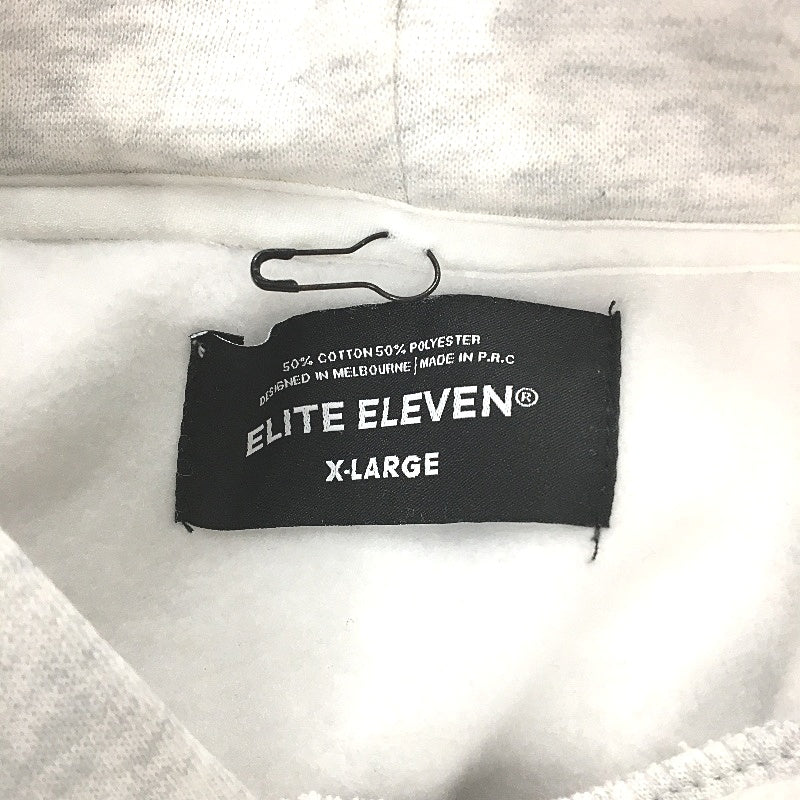 50% COTTON 50% POLYESTER
DESIGNED IN MELBOURNE | MADE IN P.R.C
ELITE ELEVEN®
X-LARGE